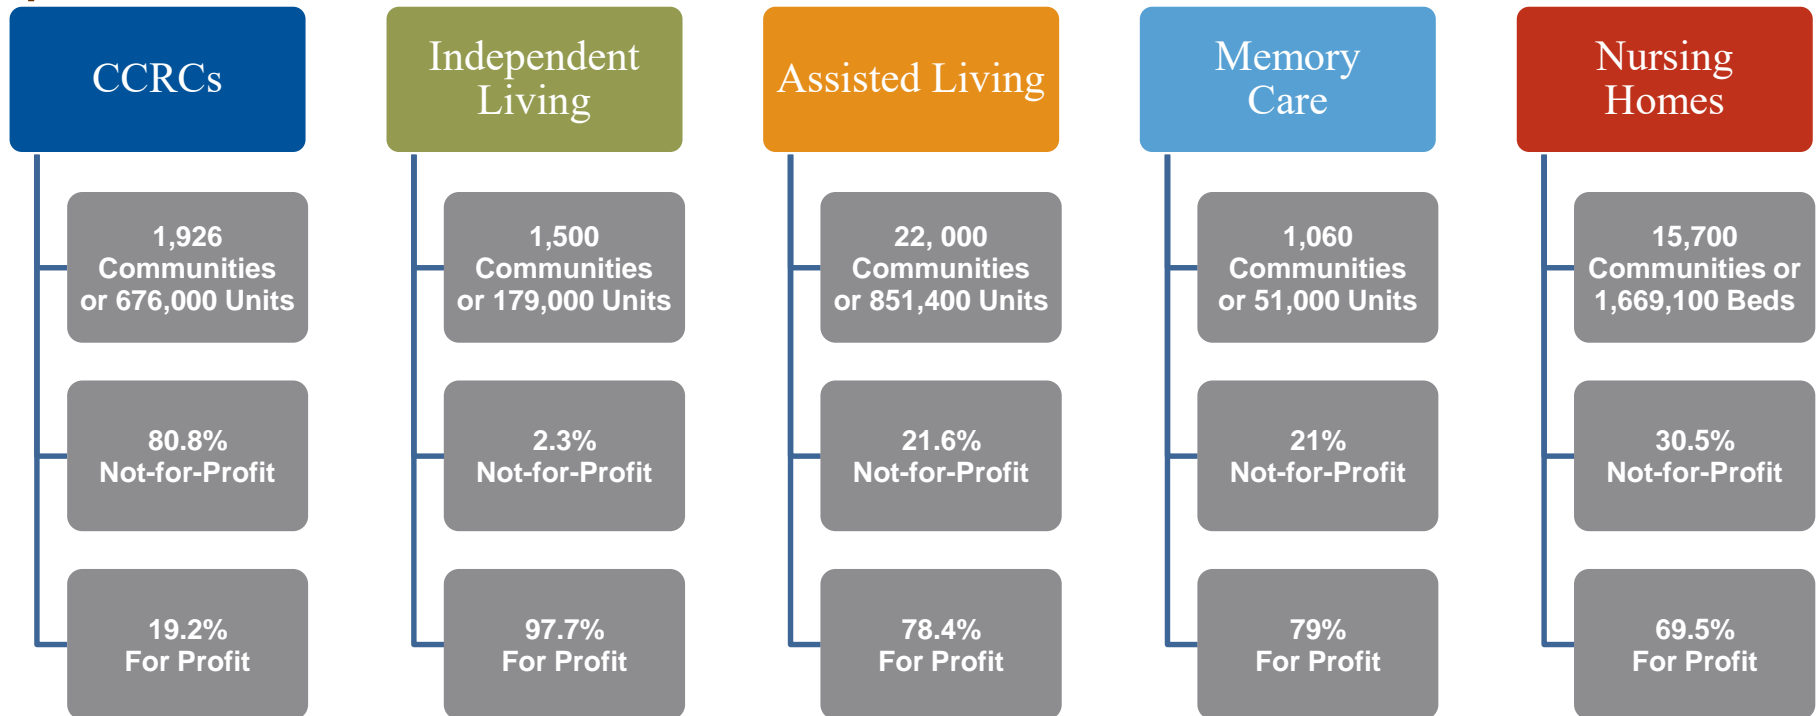 CCRCs
1,926
Communities
or 676,000 Units
80.8%
Not-for-Profit
19.2%
For Profit
Independent
Living
1,500
Communities
or 179,000 Units
2.3%
Not-for-Profit
97.7%
For Profit
Assisted Living
22, 000
Communities
or 851,400 Units
21.6%
Not-for-Profit
78.4%
For Profit
Memory
Care
1,060
Communities
or 51,000 Units
21%
Not-for-Profit
79%
For Profit
Nursing
Homes
15,700
Communities or
1,669,100 Beds
30.5%
Not-for-Profit
69.5%
For Profit